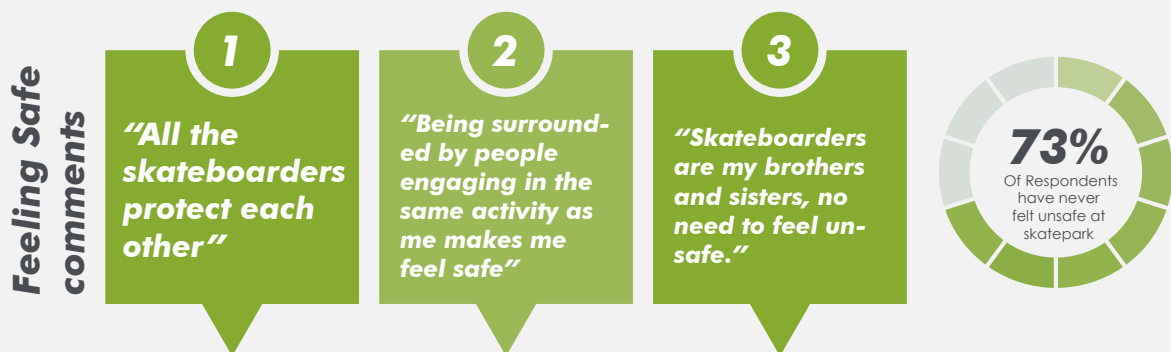 Feeling Safe
comments
1
“All the
skateboarders
protect each
other”
2
“Being surround-
ed by people
engaging in the
same activity as
me makes me
feel safe”
3
“Skateboarders
are my brothers
and sisters, no
need to feel un-
safe.”
73%
Of Respondents
have never
felt unsafe at
skatepark